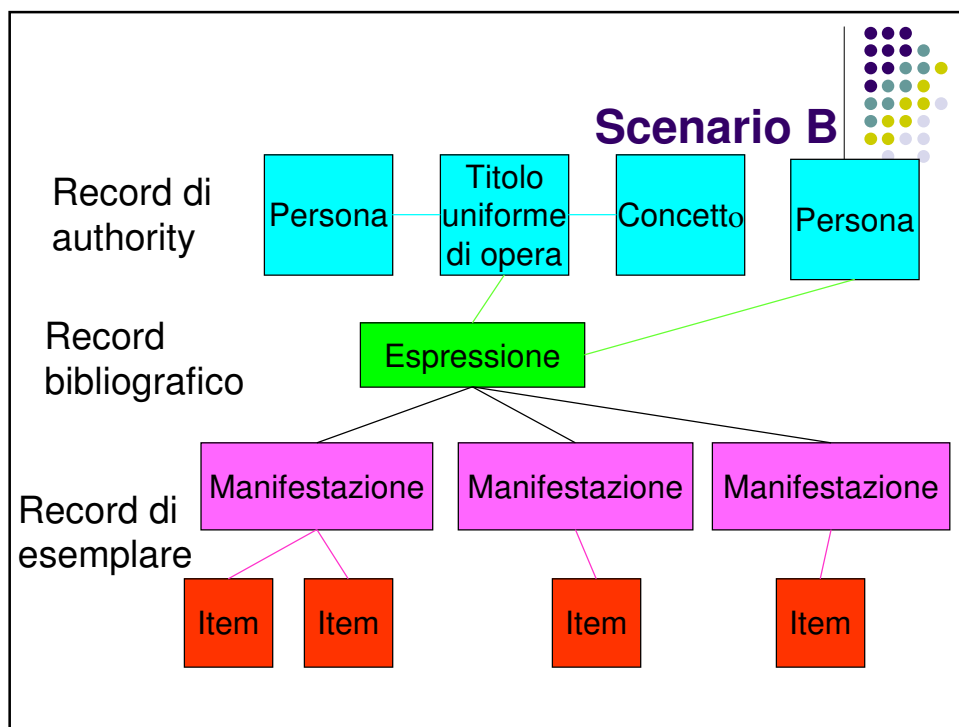 Scenario B
Record di
authority
Persona
Titolo
uniforme
di opera
Concetto
Persona
Record
bibliografico
Espressione
Manifestazione
Manifestazione
Manifestazione
Record di
esemplare
Item
Item
Item
Item